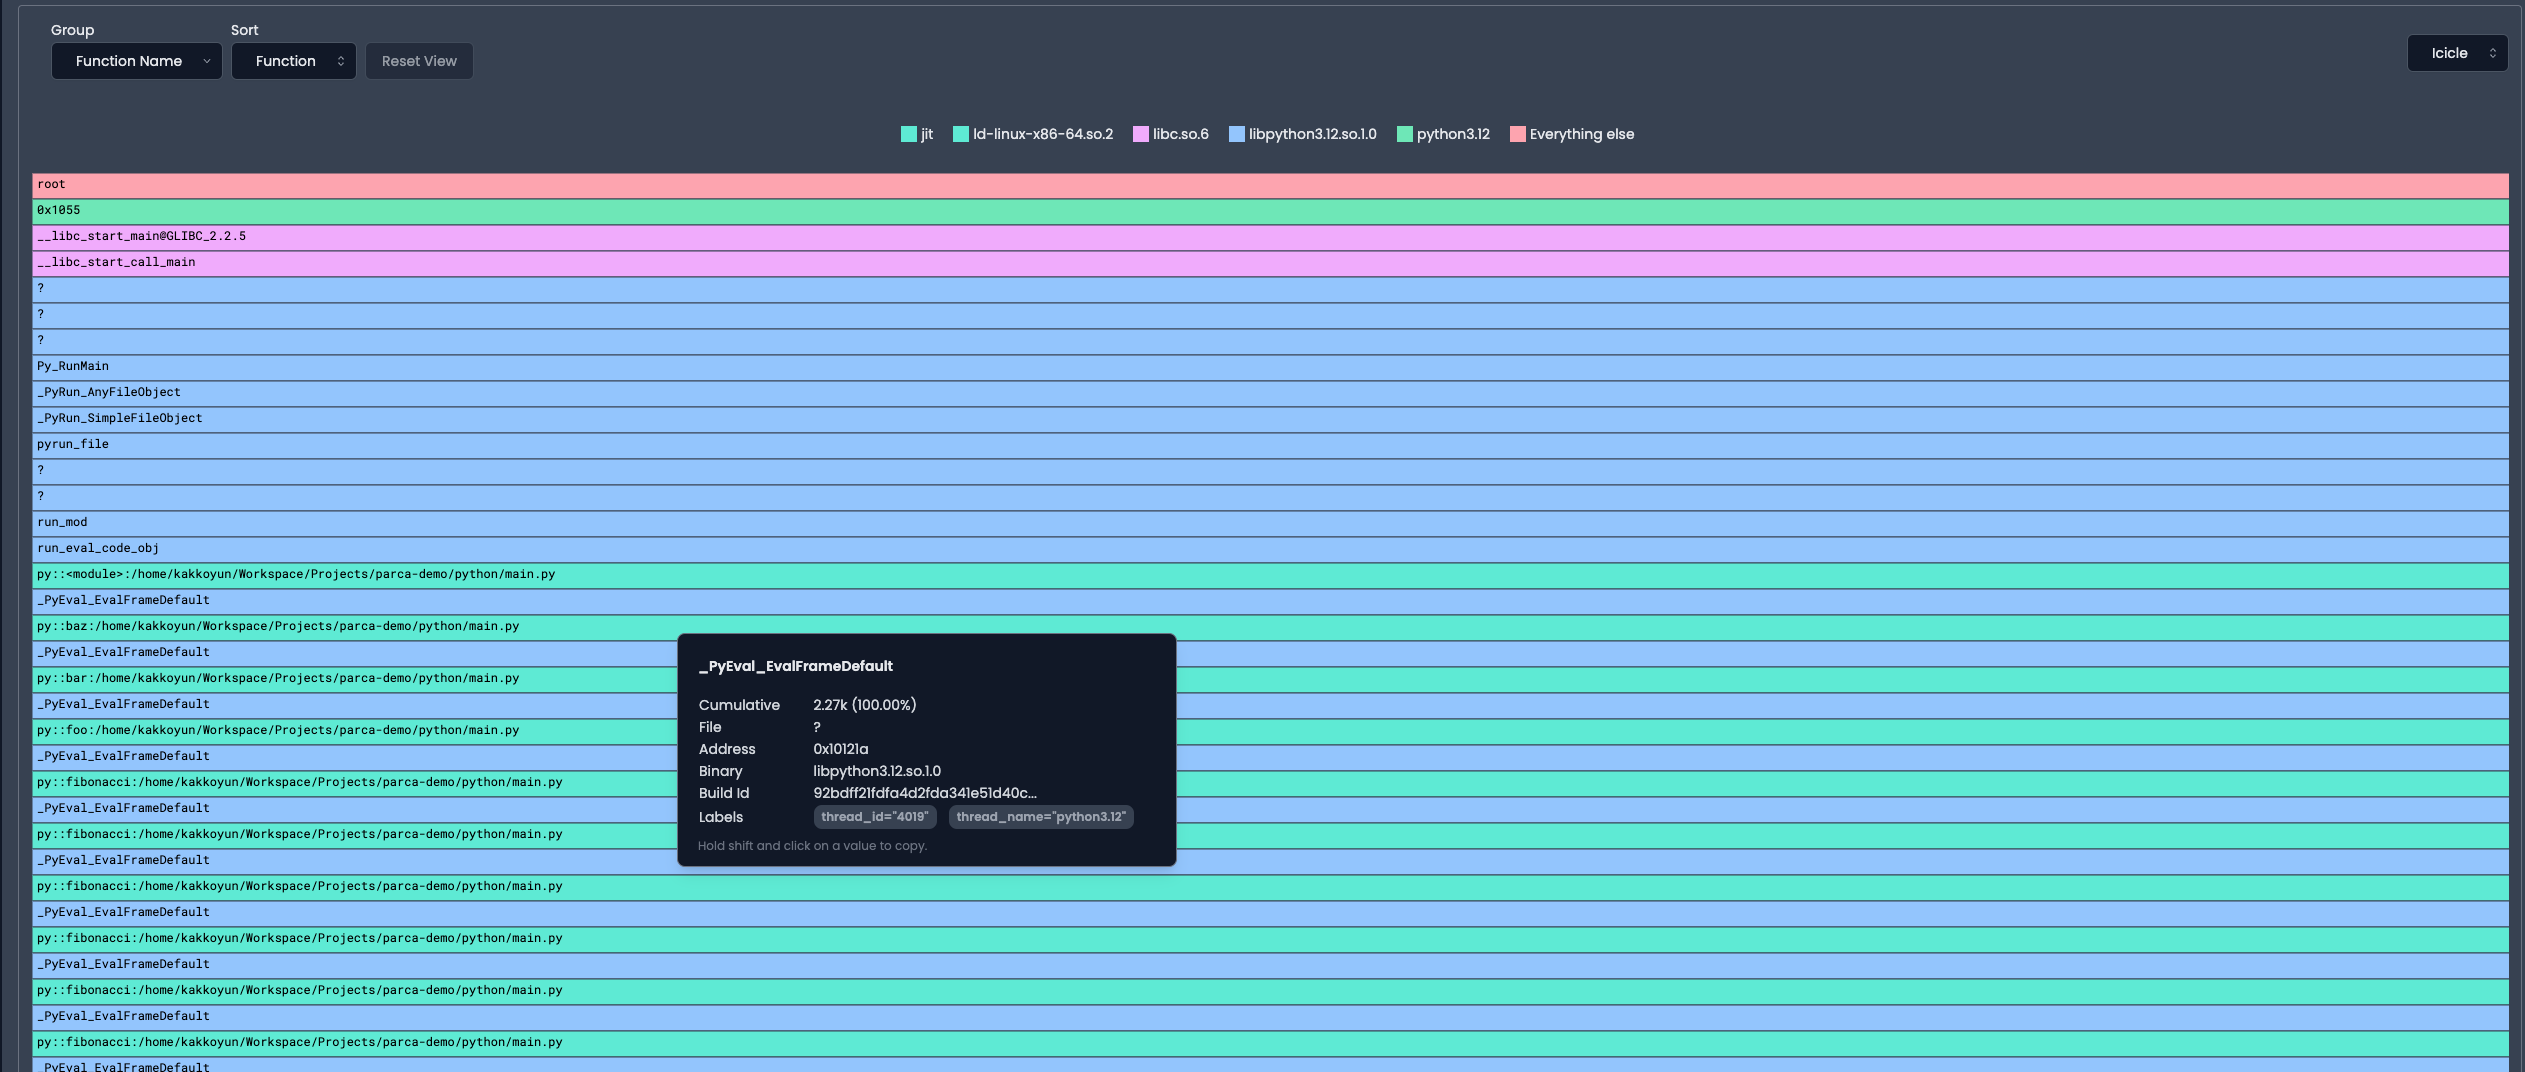 Group
Sort
Function Name
Function
Reset View
Icicle
jit ld-linux-x86-64.so.2 libc.so.6 libpython3.12.so.1.0 python3.12 Everything else
root
0x1055
__libc_start_main@GLIBC_2.2.5
__libc_start_call_main
?
?
?
Py_RunMain
_PyRun_AnyFileObject
_PyRun_SimpleFileObject
pyrun_file
?
?
run_mod
run_eval_code_obj
py::<module>:/home/kakkoyun/Workspace/Projects/parca-demo/python/main.py
_PyEval_EvalFrameDefault
py::baz:/home/kakkoyun/Workspace/Projects/parca-demo/python/main.py
_PyEval_EvalFrameDefault
py::bar:/home/kakkoyun/Workspace/Projects/parca-demo/python/main.py
_PyEval_EvalFrameDefault
py::foo:/home/kakkoyun/Workspace/Projects/parca-demo/python/main.py
_PyEval_EvalFrameDefault
py::fibonacci:/home/kakkoyun/Workspace/Projects/parca-demo/python/main.py
_PyEval_EvalFrameDefault
py::fibonacci:/home/kakkoyun/Workspace/Projects/parca-demo/python/main.py
_PyEval_EvalFrameDefault
py::fibonacci:/home/kakkoyun/Workspace/Projects/parca-demo/python/main.py
_PyEval_EvalFrameDefault
py::fibonacci:/home/kakkoyun/Workspace/Projects/parca-demo/python/main.py
_PyEval_EvalFrameDefault
py::fibonacci:/home/kakkoyun/Workspace/Projects/parca-demo/python/main.py
_PyEval_EvalFrameDefault
py::fibonacci:/home/kakkoyun/Workspace/Projects/parca-demo/python/main.py
_PyEval_EvalFrameDefault
_PyEval_EvalFrameDefault
Cumulative 2.27k (100.00%)
File ?
Address 0x10121a
Binary libpython3.12.so.1.0
Build Id 92bdff21fdfa4d2fda341e51d40c...
Labels thread_id="4019" thread_name="python3.12"
Hold shift and click on a value to copy.